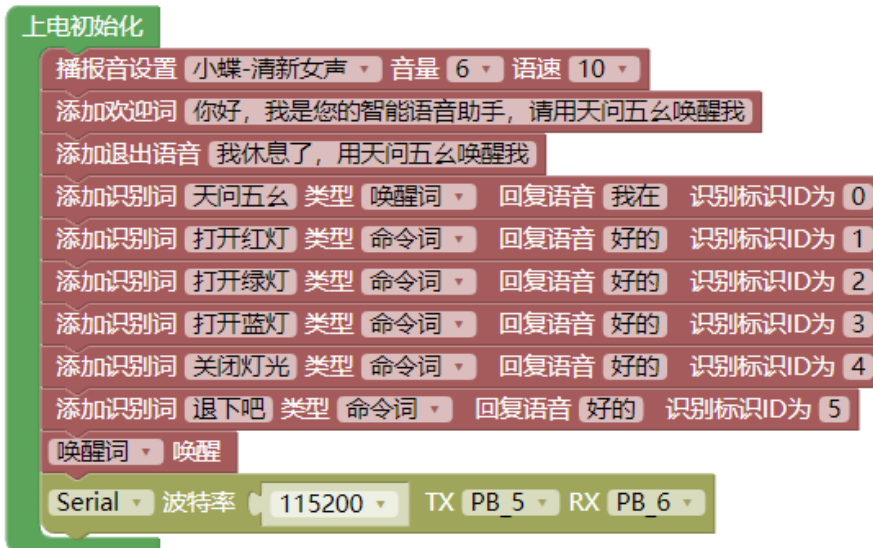 上电初始化
播报音设置 小蝶-清新女声 音量 6 语速 10
添加欢迎词 你好，我是您的智能语音助手，请用天问五幺唤醒我
添加退出语音 我休息了，用天问五幺唤醒我
添加识别词 天问五幺 类型 唤醒词 回复语音 我在 识别标识ID为 0
添加识别词 打开红灯 类型 命令词 回复语音 好的 识别标识ID为 1
添加识别词 打开绿灯 类型 命令词 回复语音 好的 识别标识ID为 2
添加识别词 打开蓝灯 类型 命令词 回复语音 好的 识别标识ID为 3
添加识别词 关闭灯光 类型 命令词 回复语音 好的 识别标识ID为 4
添加识别词 退下吧 类型 命令词 回复语音 好的 识别标识ID为 5
唤醒词 唤醒
Serial 波特率 115200 TX PB_5 RX PB_6